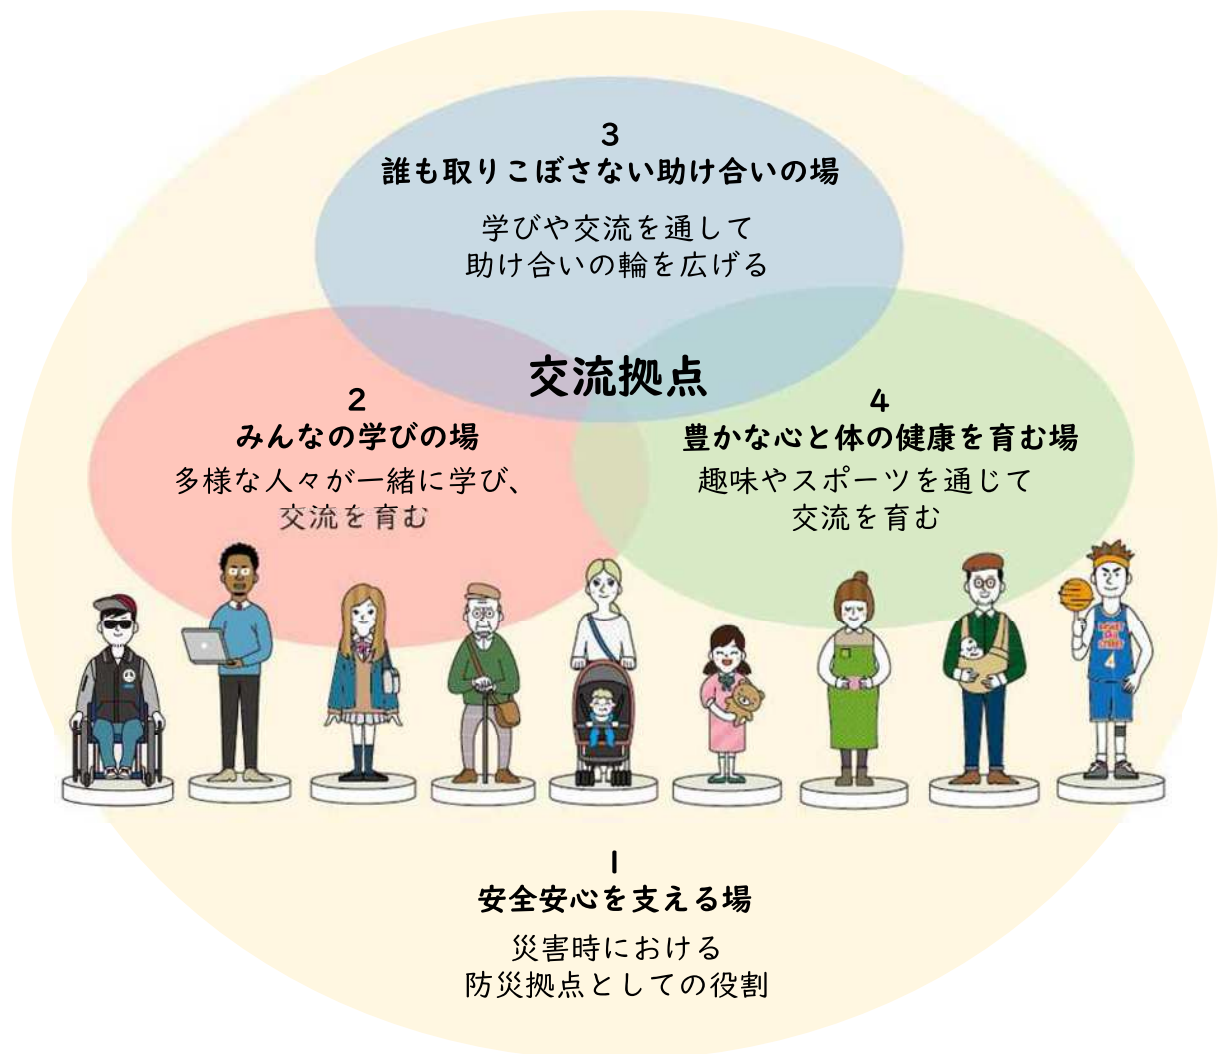 3
誰も取りこぼさない助け合いの場
学びや交流を通して
助け合いの輪を広げる
交流拠点
2
みんなの学びの場
多様な人々が一緒に学び、
交流を育む
4
豊かな心と体の健康を育む場
趣味やスポーツを通じて
交流を育む
4
1
安全安心を支える場
災害時における
防災拠点としての役割